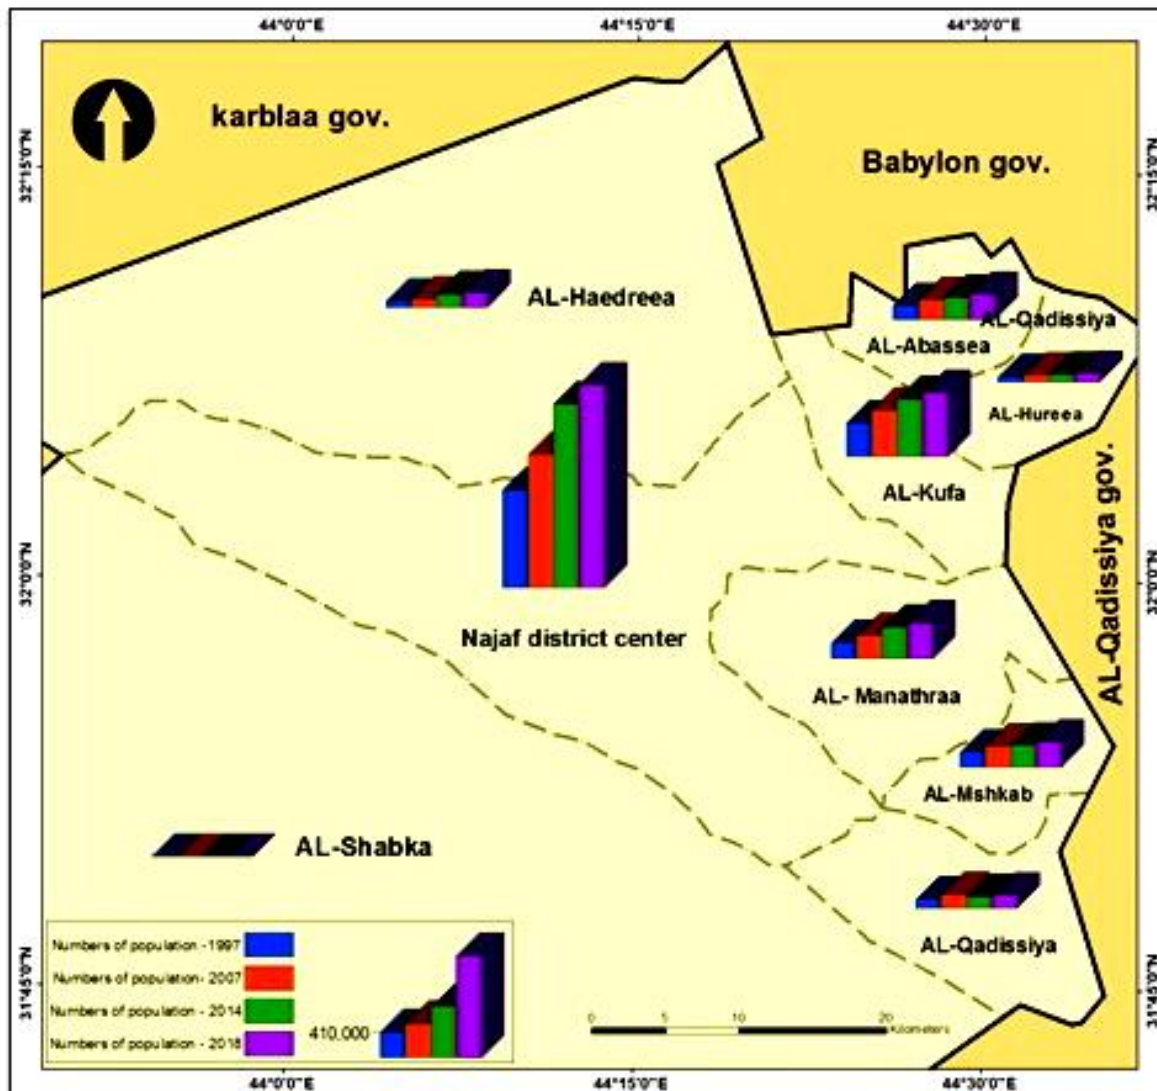 44°0'0"E
44°15'0"E
44°30'0"E
karblaa gov.
Babylon gov.
32°15'0"N
32°15'0"N
AL-Haedreea
AL-Qadissiya
AL-Abassea
AL-Hureea
AL-Kufa
AL-Qadissiya gov.
32°0'0"N
32°0'0"N
Najaf district center
AL- Manathraa
AL-Mshkab
AL-Shabka
AL-Qadissiya
Numbers of population - 1997
Numbers of population - 2007
Numbers of population - 2014
Numbers of population - 2018
410,000
0 5 10 20
Kilometers
31°45'0"N
31°45'0"N
44°0'0"E
44°15'0"E
44°30'0"E